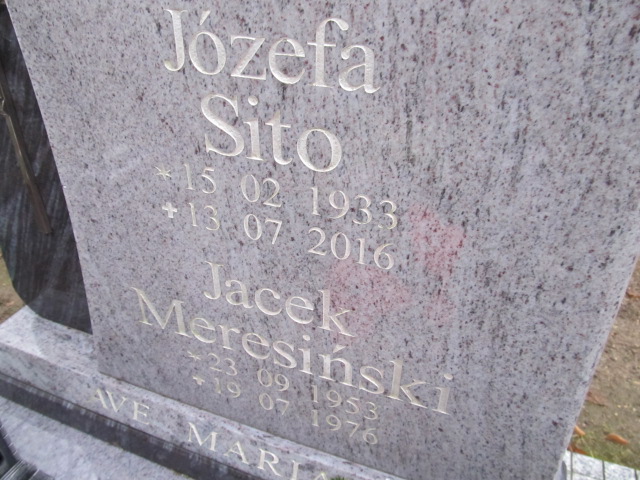 Józefa
Sito
* 15 02 1933
+ 13 07 2016
Jacek
Meresiński
* 23 09 1953
+ 19 07 1976
AVE MARIA